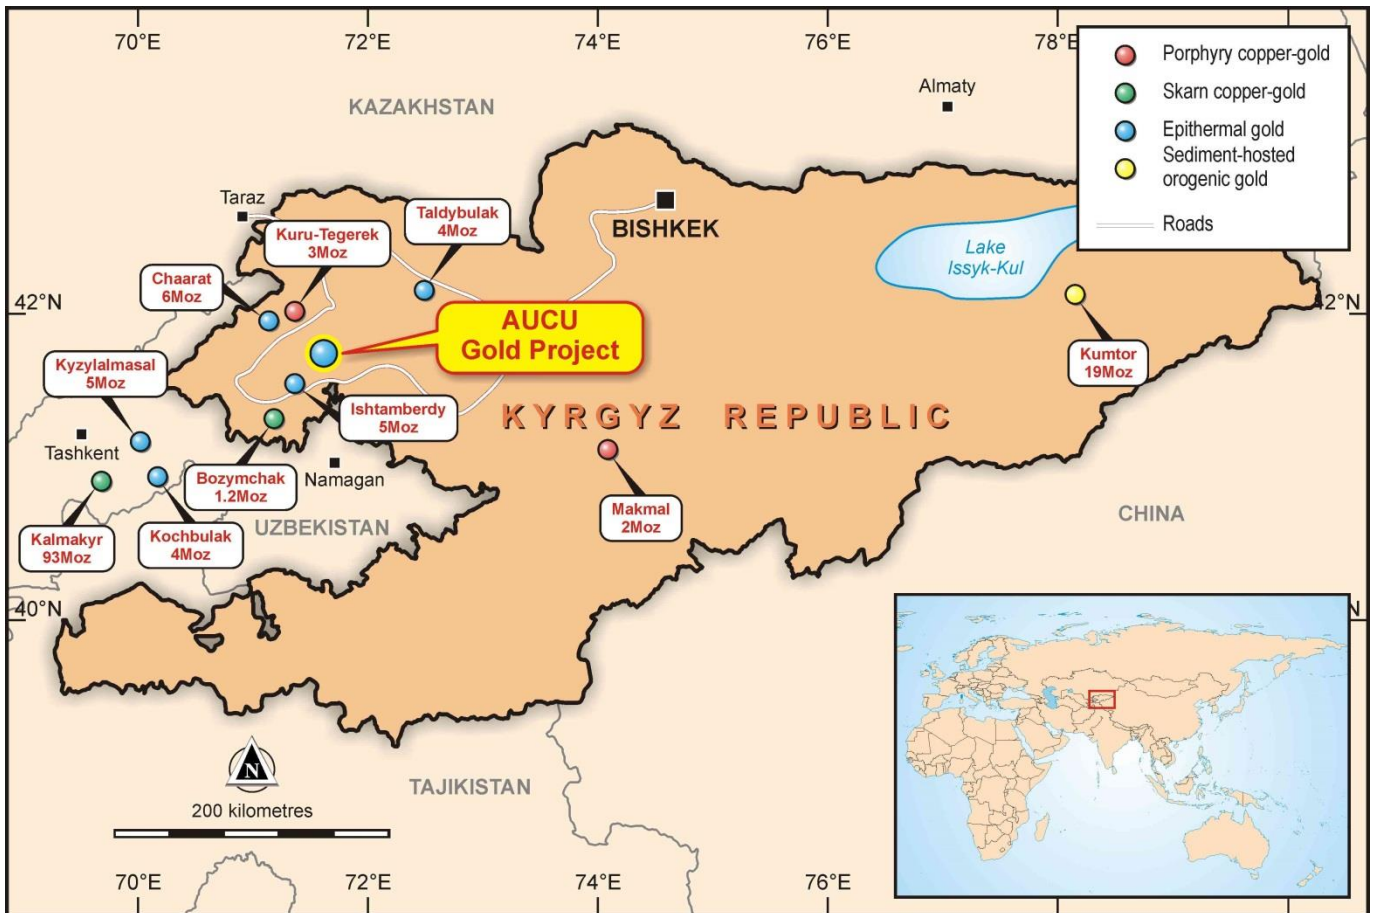 70°E
72°E
74°E
76°E
78°E
Porphyry copper-gold
Skarn copper-gold
Epithermal gold
Sediment-hosted
orogenic gold
Roads
Almaty
KAZAKHSTAN
Taraz
Taldybulak
4Moz
Kuru-Tegerek
3Moz
BISHKEK
Lake
Issyk-Kul
Chaarat
6Moz
42°N
42°N
AUCU
Gold Project
Kumtor
19Moz
Kyzylalmasal
5Moz
Ishtamberdy
5Moz
KYRGYZ REPUBLIC
Tashkent
Bozymchak
1.2Moz
Namagan
Makmal
2Moz
CHINA
UZBEKISTAN
Kalmakyr
93Moz
Kochbulak
4Moz
40°N
N
N
TAJIKISTAN
200 kilometres
70°E
72°E
74°E
76°E